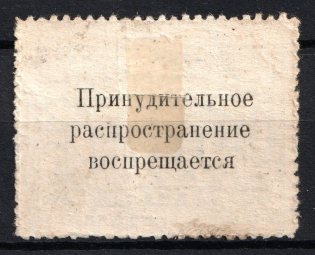 Принудительное
распространение
воспрещается